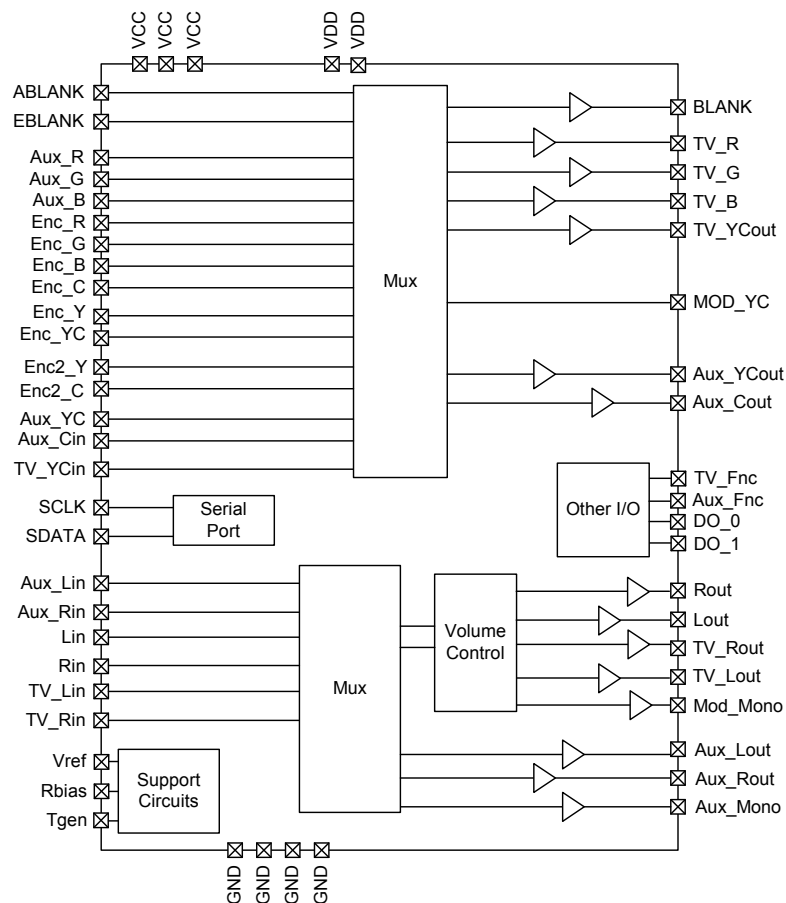 VCC
VCC
VCC
VDD
VDD
ABLANK
EBLANK
Aux_R
Aux_G
Aux_B
Enc_R
Enc_G
Enc_B
Enc_C
Enc_Y
Enc_YC
Enc2_Y
Enc2_C
Aux_YC
Aux_Cin
TV_YCin
SCLK
SDATA
Serial
Port
Mux
BLANK
TV_R
TV_G
TV_B
TV_YCout
MOD_YC
Aux_YCout
Aux_Cout
Other I/O
TV_Fnc
Aux_Fnc
DO_0
DO_1
Aux_Lin
Aux_Rin
Lin
Rin
TV_Lin
TV_Rin
Mux
Volume
Control
Rout
Lout
TV_Rout
TV_Lout
Mod_Mono
Aux_Lout
Aux_Rout
Aux_Mono
Vref
Rbias
Tgen
Support
Circuits
GND
GND
GND
GND